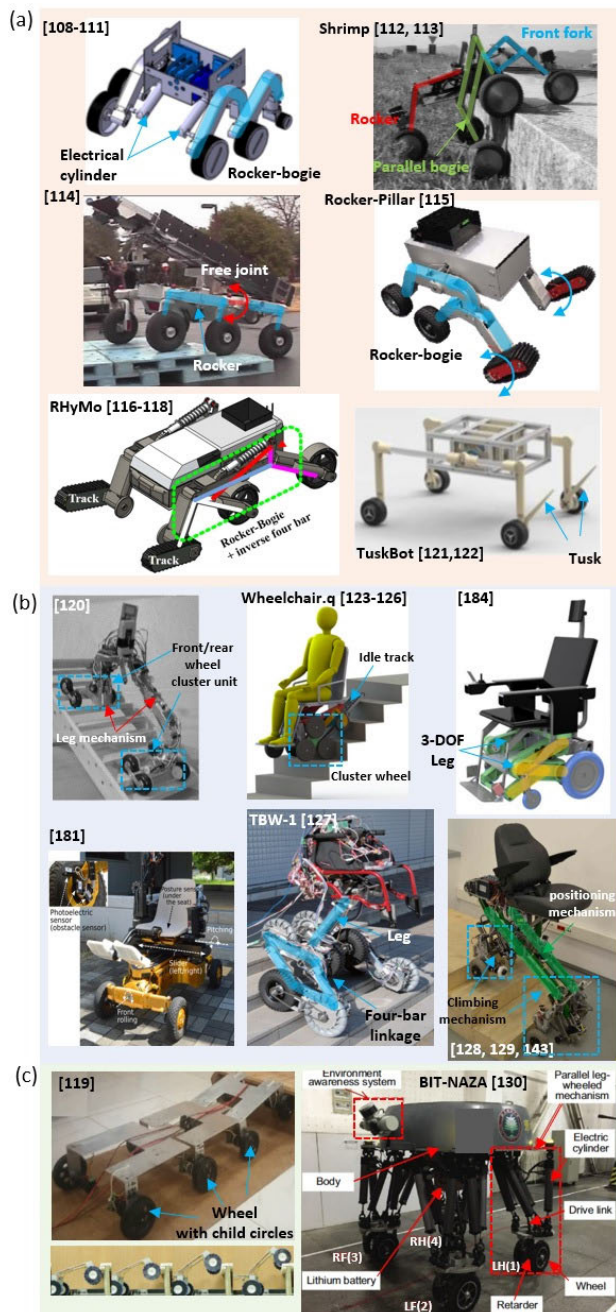 (a)
[108-111]
Electrical
cylinder
Rocker-bogie
Shrimp [112, 113]
Front fork
Rocker
Parallel bogie
[114]
Free joint
Rocker
Rocker-Pillar [115]
Rocker-bogie
RHyMo [116-118]
Track
Track
Rocker-Bogie
+ inverse four bar
TuskBot [121,122]
Tusk
(b)
[120]
Front/rear
wheel
cluster unit
Leg mechanism
Wheelchair.q [123-126]
Idle track
Cluster wheel
[184]
3-DOF
Leg
[181]
Photoelectric
sensor
(obstacle sensor)
Posture sens
(under
the seat)
Pitching
Slider
(left/right)
Front
rolling
TBW-1 [127]
Leg
Four-bar
linkage
positioning
mechanism
Climbing
mechanism
[128, 129, 143]
(c)
[119]
Wheel
with child circles
BIT-NAZA [130]
Environment
awareness system
Parallel leg-
wheeled mechanism
Electric
cylinder
Body
Drive link
RH(4)
RF(3)
Lithium battery
LF(2)
LH(1)
Retarder
Wheel